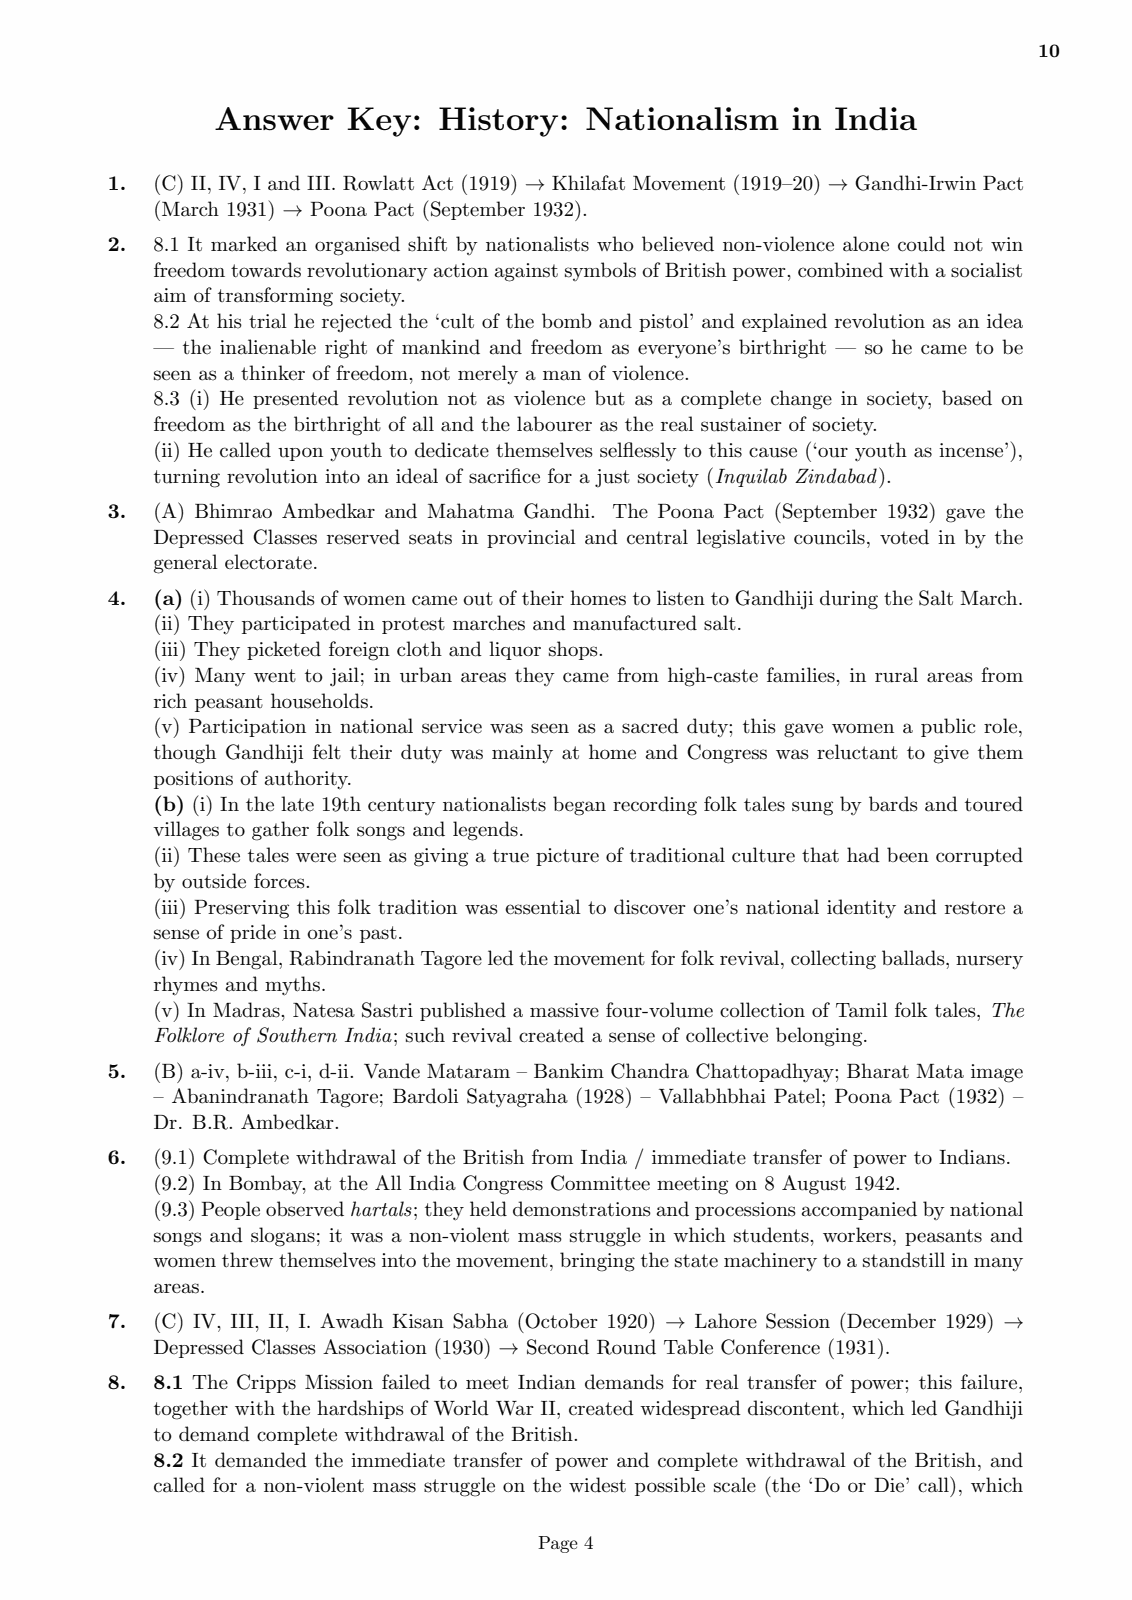 10
Answer Key: History: Nationalism in India
1. (C) II, IV, I and III. Rowlatt Act (1919) → Khilafat Movement (1919–20) → Gandhi-Irwin Pact
(March 1931) → Poona Pact (September 1932).
2. 8.1 It marked an organised shift by nationalists who believed non-violence alone could not win
freedom towards revolutionary action against symbols of British power, combined with a socialist
aim of transforming society.
8.2 At his trial he rejected the ‘cult of the bomb and pistol’ and explained revolution as an idea
— the inalienable right of mankind and freedom as everyone’s birthright — so he came to be
seen as a thinker of freedom, not merely a man of violence.
8.3 (i) He presented revolution not as violence but as a complete change in society, based on
freedom as the birthright of all and the labourer as the real sustainer of society.
(ii) He called upon youth to dedicate themselves selflessly to this cause (‘our youth as incense’),
turning revolution into an ideal of sacrifice for a just society (Inquilab Zindabad).
3. (A) Bhimrao Ambedkar and Mahatma Gandhi. The Poona Pact (September 1932) gave the
Depressed Classes reserved seats in provincial and central legislative councils, voted in by the
general electorate.
4. (a) (i) Thousands of women came out of their homes to listen to Gandhiji during the Salt March.
(ii) They participated in protest marches and manufactured salt.
(iii) They picketed foreign cloth and liquor shops.
(iv) Many went to jail; in urban areas they came from high-caste families, in rural areas from
rich peasant households.
(v) Participation in national service was seen as a sacred duty; this gave women a public role,
though Gandhiji felt their duty was mainly at home and Congress was reluctant to give them
positions of authority.
(b) (i) In the late 19th century nationalists began recording folk tales sung by bards and toured
villages to gather folk songs and legends.
(ii) These tales were seen as giving a true picture of traditional culture that had been corrupted
by outside forces.
(iii) Preserving this folk tradition was essential to discover one’s national identity and restore a
sense of pride in one’s past.
(iv) In Bengal, Rabindranath Tagore led the movement for folk revival, collecting ballads, nursery
rhymes and myths.
(v) In Madras, Natesa Sastri published a massive four-volume collection of Tamil folk tales, The
Folklore of Southern India; such revival created a sense of collective belonging.
5. (B) a-iv, b-iii, c-i, d-ii. Vande Mataram – Bankim Chandra Chattopadhyay; Bharat Mata image
– Abanindranath Tagore; Bardoli Satyagraha (1928) – Vallabhbhai Patel; Poona Pact (1932) –
Dr. B.R. Ambedkar.
6. (9.1) Complete withdrawal of the British from India / immediate transfer of power to Indians.
(9.2) In Bombay, at the All India Congress Committee meeting on 8 August 1942.
(9.3) People observed hartals; they held demonstrations and processions accompanied by national
songs and slogans; it was a non-violent mass struggle in which students, workers, peasants and
women threw themselves into the movement, bringing the state machinery to a standstill in many
areas.
7. (C) IV, III, II, I. Awadh Kisan Sabha (October 1920) → Lahore Session (December 1929) →
Depressed Classes Association (1930) → Second Round Table Conference (1931).
8. 8.1 The Cripps Mission failed to meet Indian demands for real transfer of power; this failure,
together with the hardships of World War II, created widespread discontent, which led Gandhiji
to demand complete withdrawal of the British.
8.2 It demanded the immediate transfer of power and complete withdrawal of the British, and
called for a non-violent mass struggle on the widest possible scale (the ‘Do or Die’ call), which
Page 4